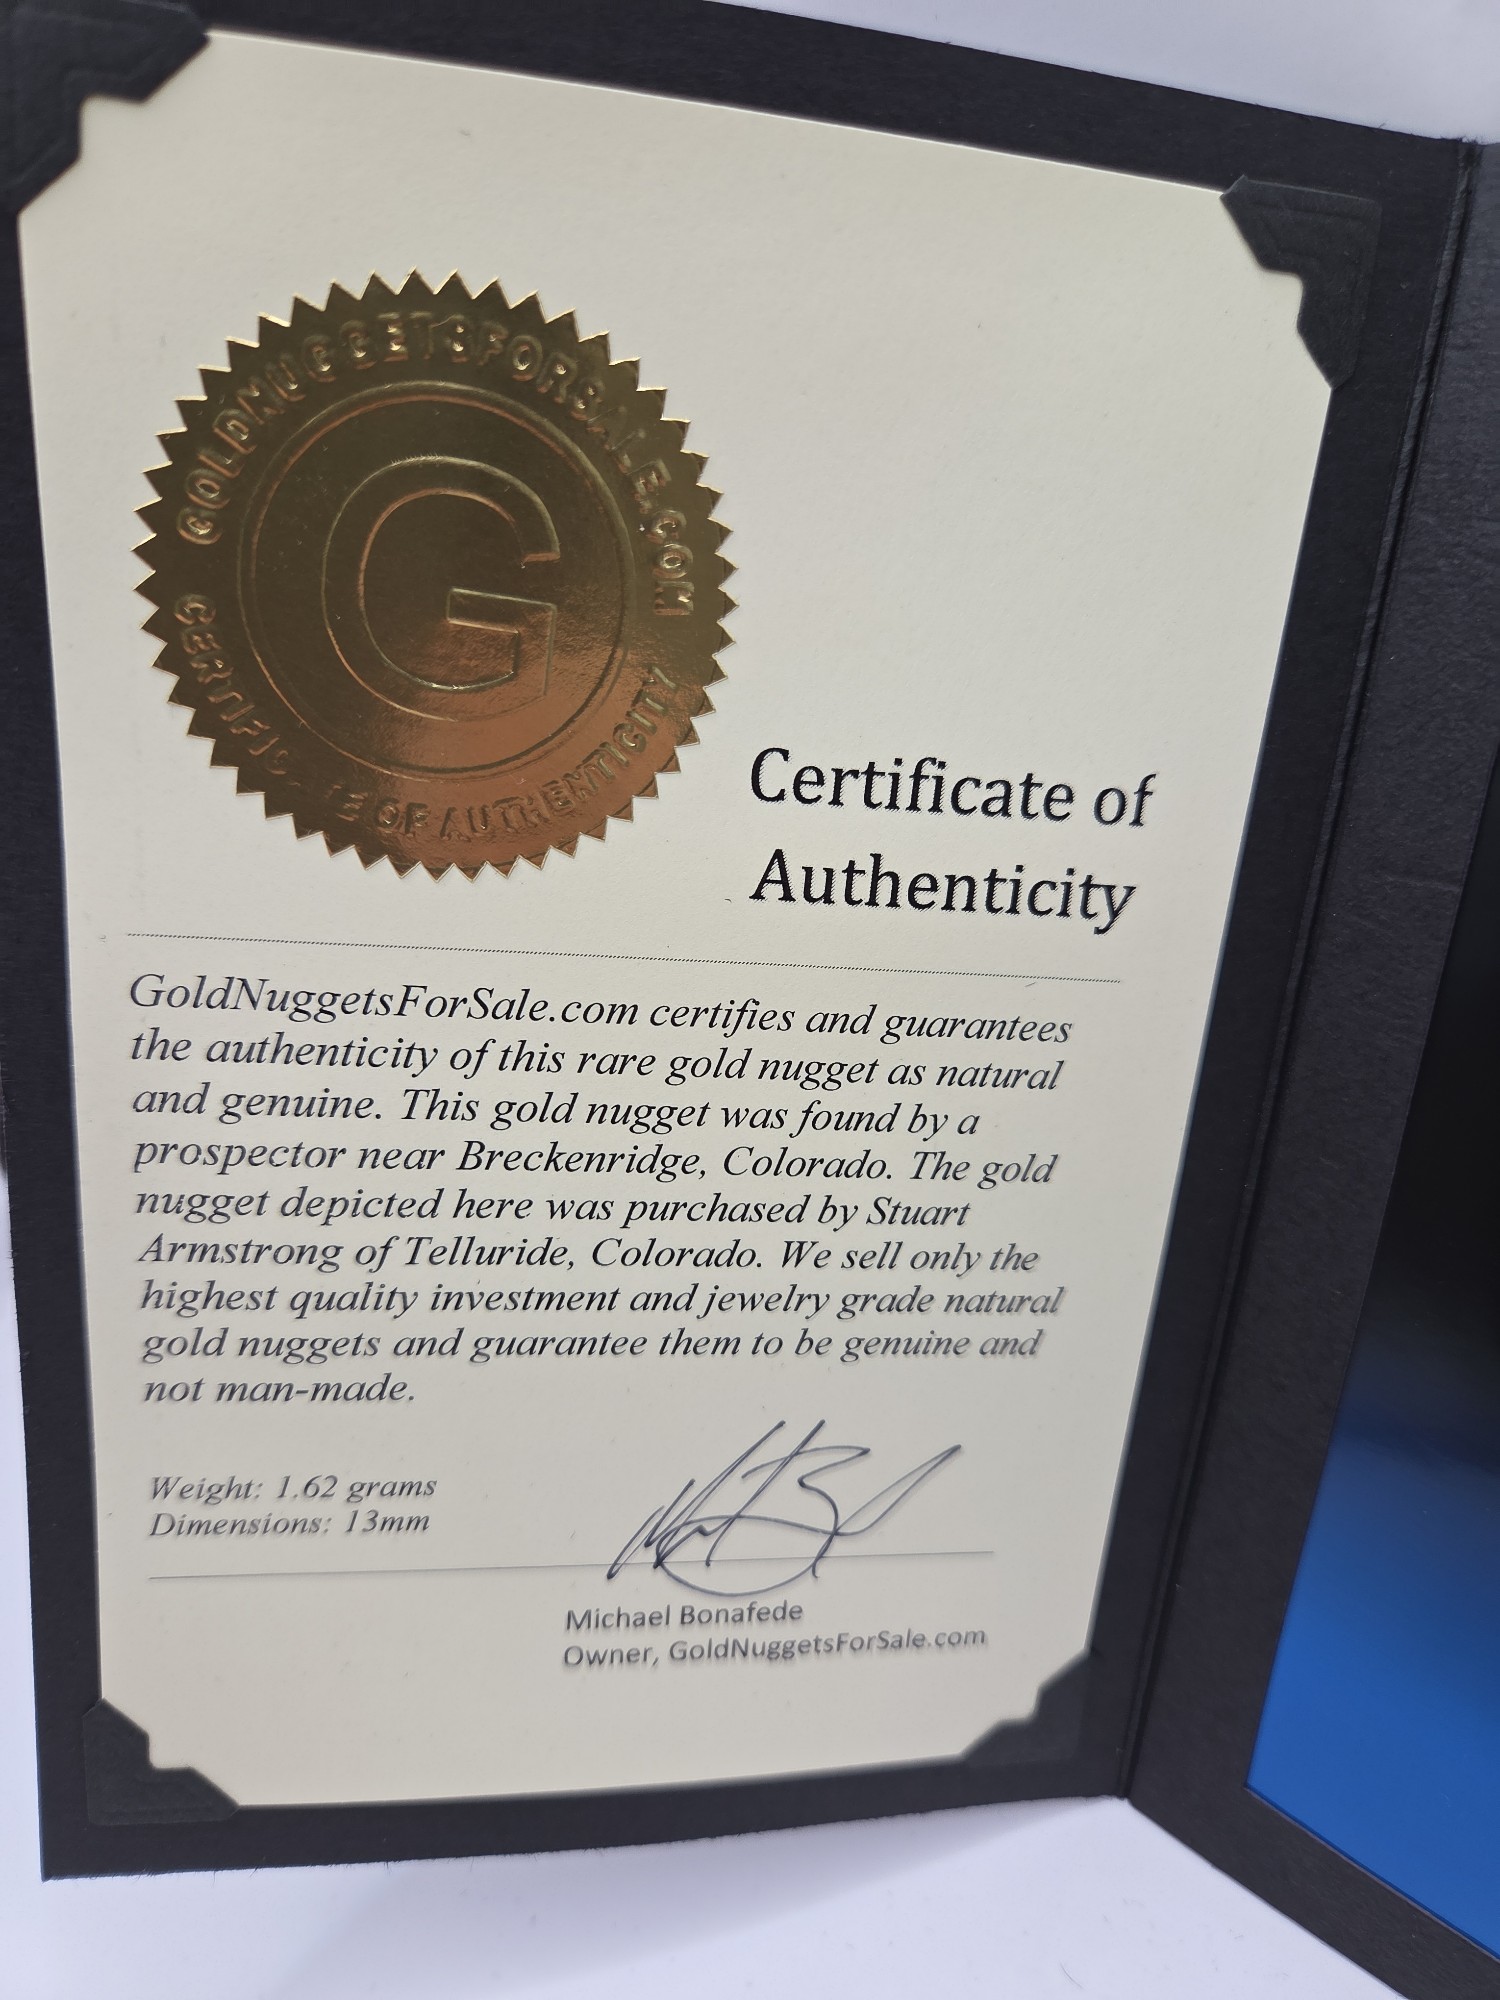 GOLDNUGGETSFORSALE.COM
G
CERTIFICATE OF AUTHENTICITY
Certificate of
Authenticity
GoldNuggetsForSale.com certifies and guarantees
the authenticity of this rare gold nugget as natural
and genuine. This gold nugget was found by a
prospector near Breckenridge, Colorado. The gold
nugget depicted here was purchased by Stuart
Armstrong of Telluride, Colorado. We sell only the
highest quality investment and jewelry grade natural
gold nuggets and guarantee them to be genuine and
not man-made.
Weight: 1.62 grams
Dimensions: 13mm
Michael Bonafede
Owner, GoldNuggetsForSale.com